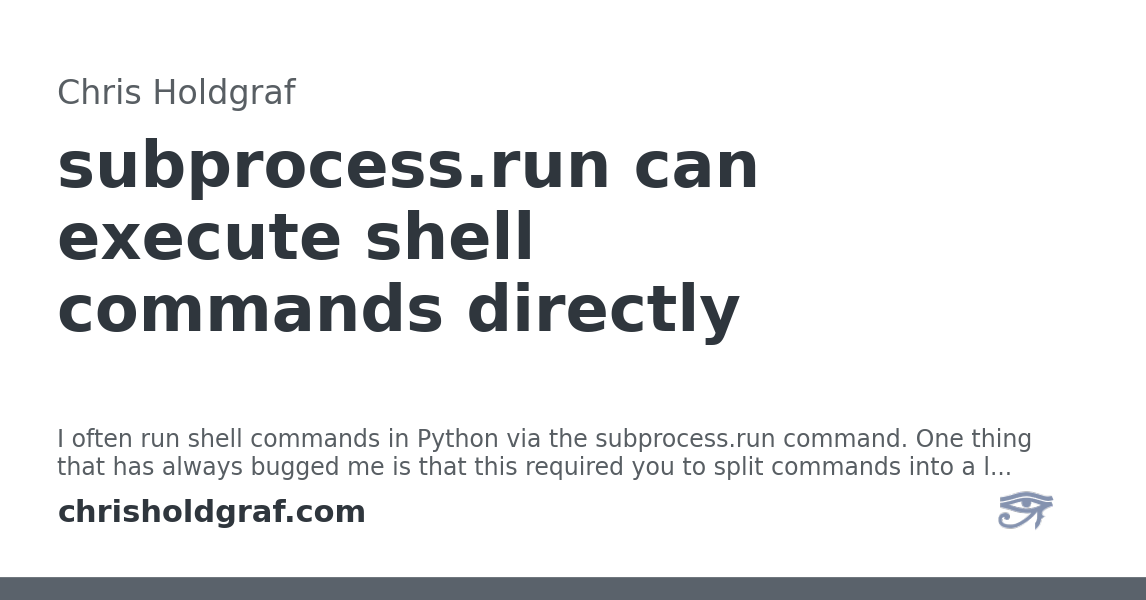 Chris Holdgraf
subprocess.run can
execute shell
commands directly
I often run shell commands in Python via the subprocess.run command. One thing
that has always bugged me is that this required you to split commands into a l...
chrisholdgraf.com